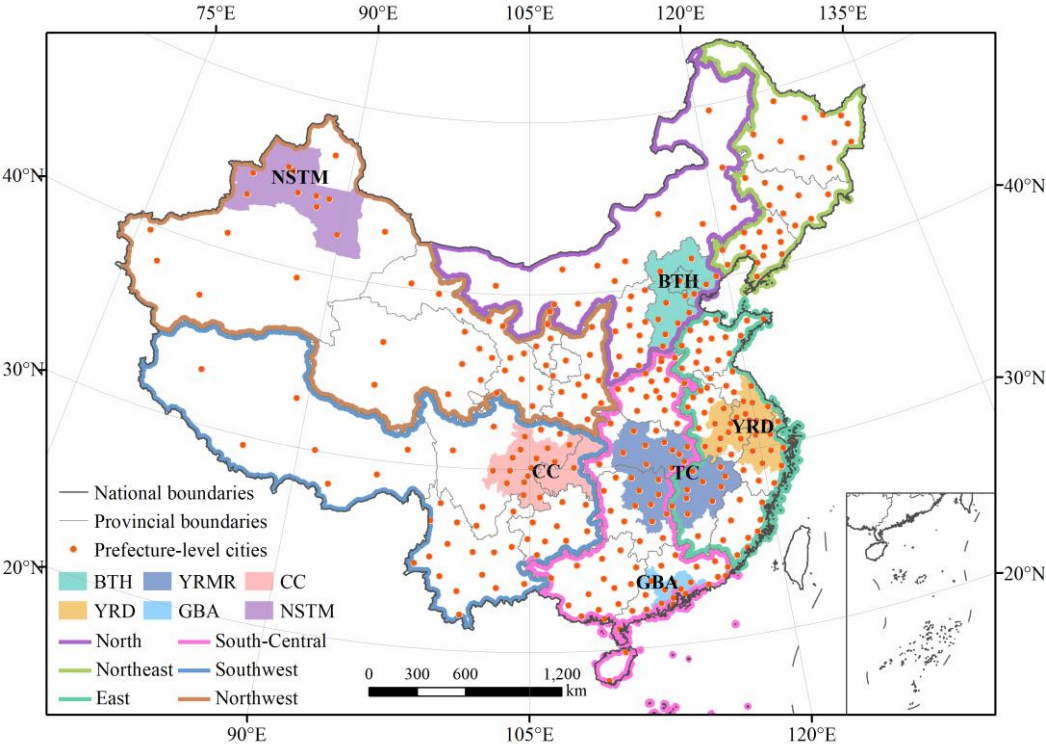 75°E 90°E 105°E 120°E 135°E
40°N
40°N
NSTM
BTH
30°N
30°N
YRD
CC
TC
National boundaries
Provincial boundaries
Prefecture-level cities
20°N
20°N
BTH YRMR CC
GBA
YRD GBA NSTM
North South-Central
Northeast Southwest
East Northwest
0 300 600 1,200
km
90°E 105°E 120°E